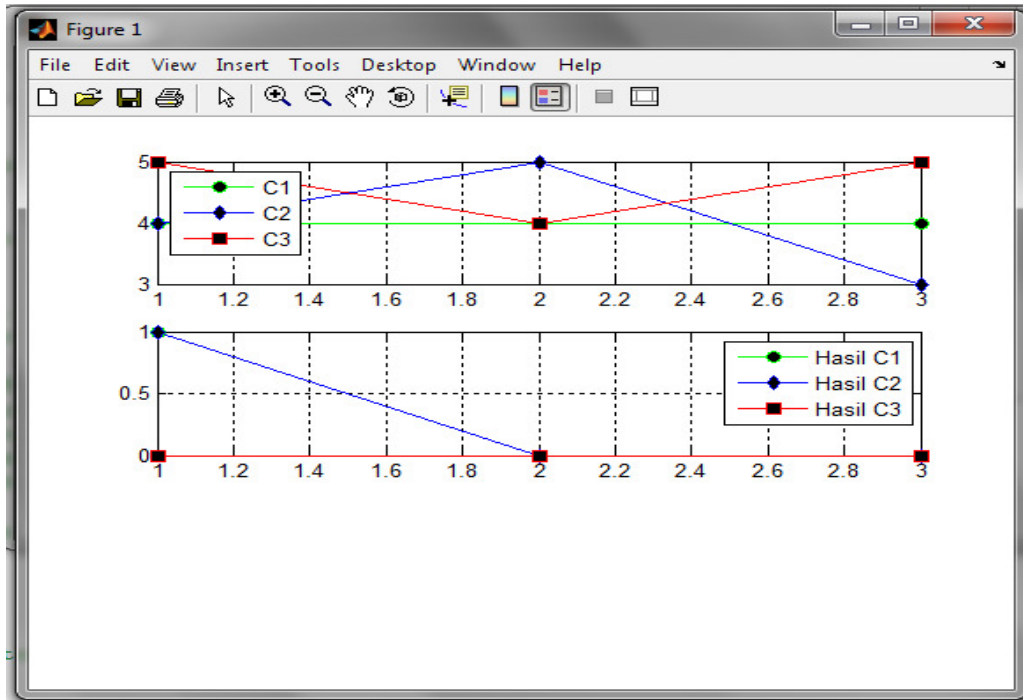 Figure 1
File Edit View Insert Tools Desktop Window Help
5
4
3
C1
C2
C3
1 1.2 1.4 1.6 1.8 2 2.2 2.4 2.6 2.8 3
1
0.5
0
Hasil C1
Hasil C2
Hasil C3
1 1.2 1.4 1.6 1.8 2 2.2 2.4 2.6 2.8 3